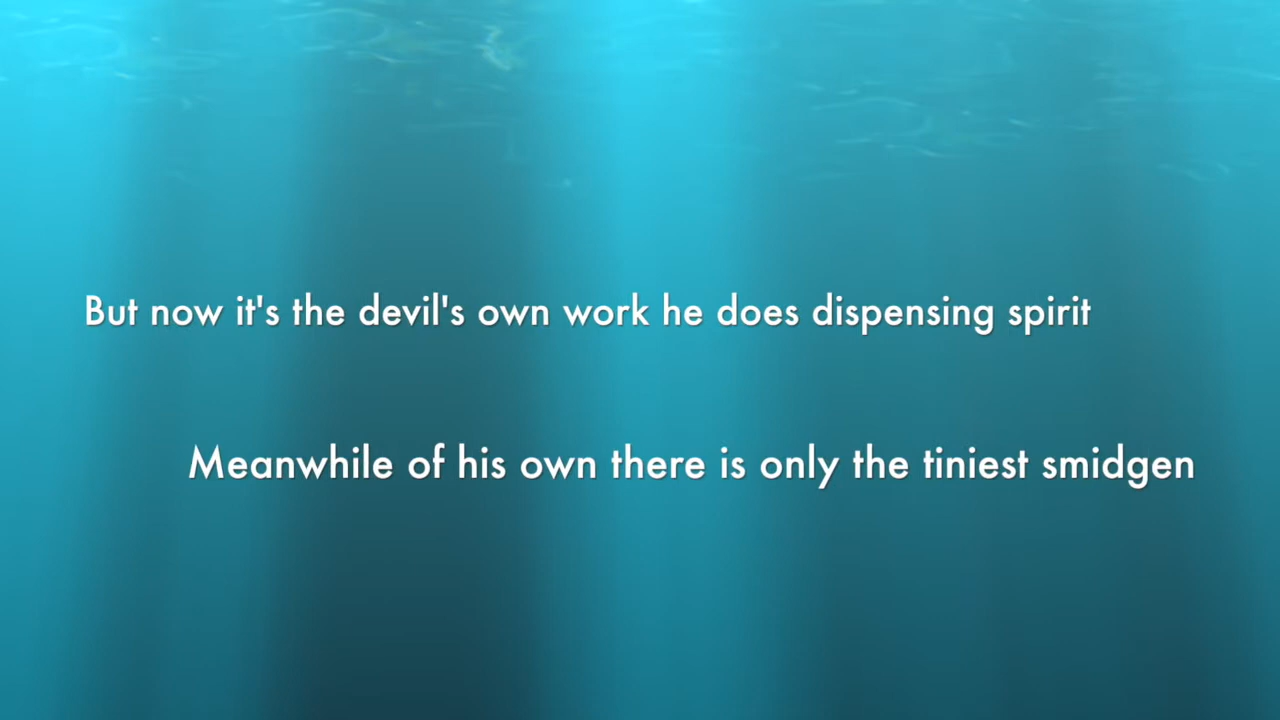 But now it's the devil's own work he does dispensing spirit
Meanwhile of his own there is only the tiniest smidgen